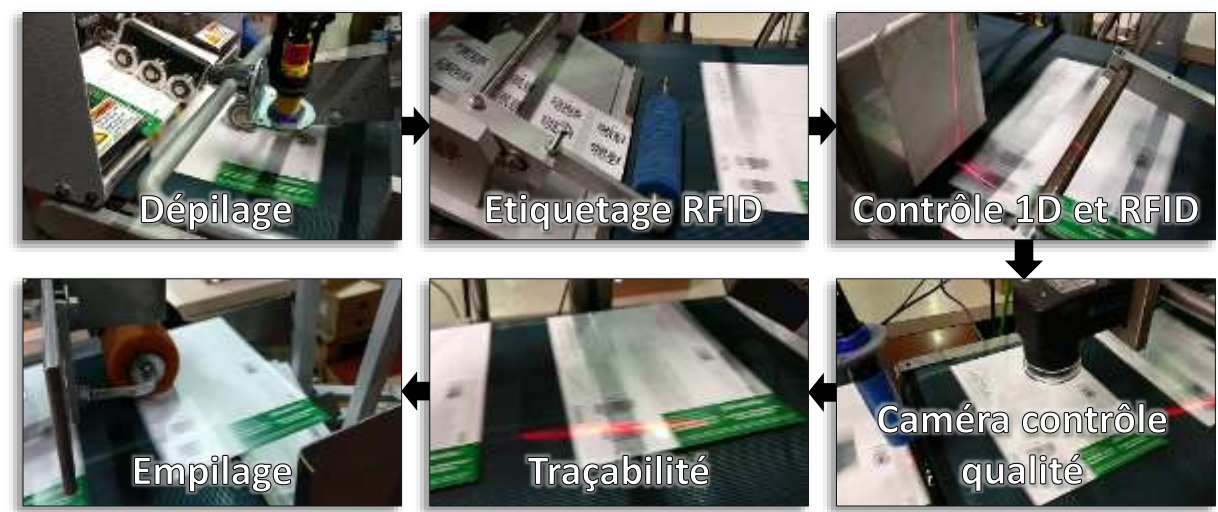 Dépilage
Etiquetage RFID
Contrôle 1D et RFID
Caméra contrôle
qualité
Traçabilité
Empilage